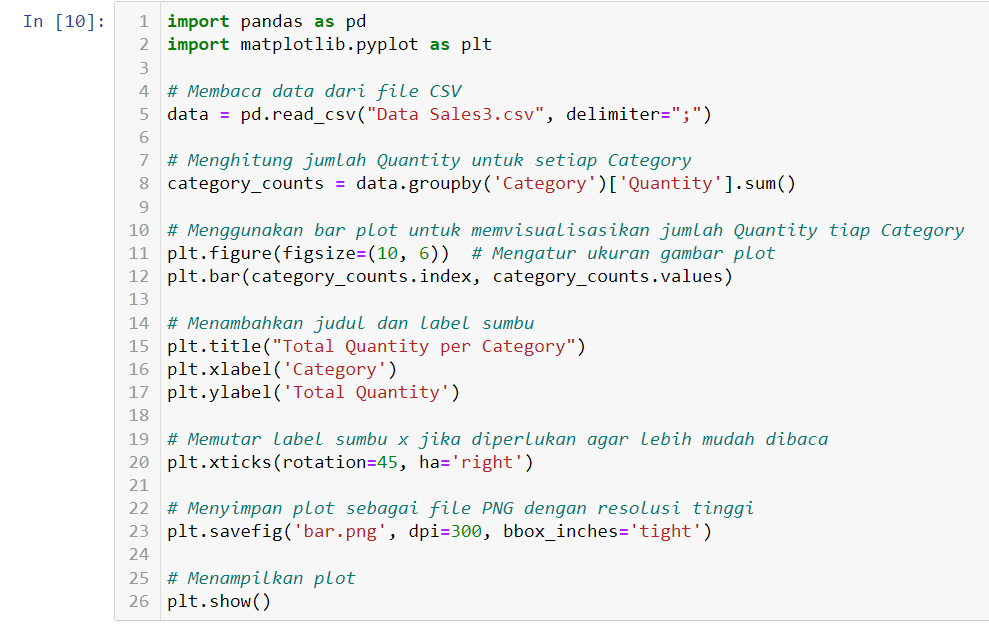 In [10]:
1 import pandas as pd
2 import matplotlib.pyplot as plt
3
4 # Membaca data dari file CSV
5 data = pd.read_csv("Data Sales3.csv", delimiter=";")
6
7 # Menghitung jumlah Quantity untuk setiap Category
8 category_counts = data.groupby('Category')['Quantity'].sum()
9
10 # Menggunakan bar plot untuk memvisualisasikan jumlah Quantity tiap Category
11 plt.figure(figsize=(10, 6))  # Mengatur ukuran gambar plot
12 plt.bar(category_counts.index, category_counts.values)
13
14 # Menambahkan judul dan label sumbu
15 plt.title("Total Quantity per Category")
16 plt.xlabel('Category')
17 plt.ylabel('Total Quantity')
18
19 # Memutar label sumbu x jika diperlukan agar lebih mudah dibaca
20 plt.xticks(rotation=45, ha='right')
21
22 # Menyimpan plot sebagai file PNG dengan resolusi tinggi
23 plt.savefig('bar.png', dpi=300, bbox_inches='tight')
24
25 # Menampilkan plot
26 plt.show()